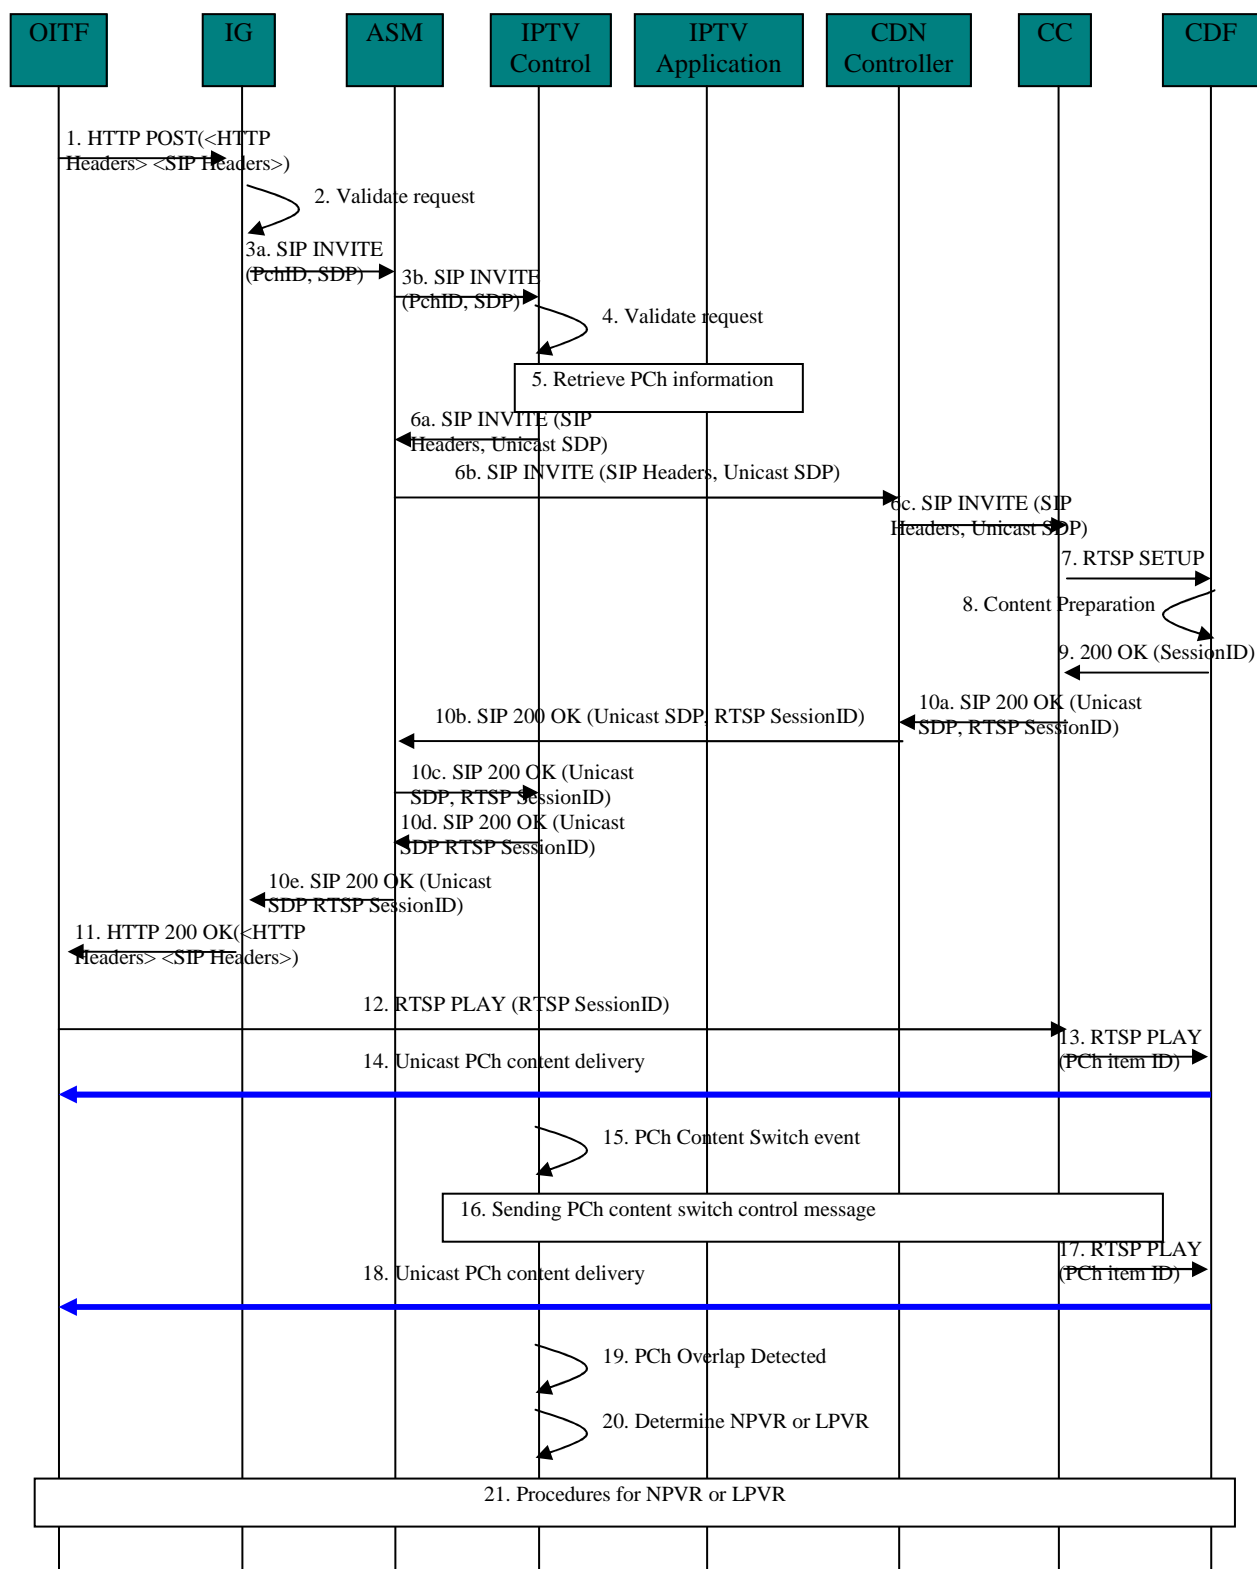 OITF
IG
ASM
IPTV
Control
IPTV
Application
CDN
Controller
CC
CDF
1. HTTP POST(<HTTP
Headers> <SIP Headers>)
2. Validate request
3a. SIP INVITE
(PchID, SDP)
3b. SIP INVITE
(PchID, SDP)
4. Validate request
5. Retrieve PCh information
6a. SIP INVITE (SIP
Headers, Unicast SDP)
6b. SIP INVITE (SIP Headers, Unicast SDP)
6c. SIP INVITE (SIP
Headers, Unicast SDP)
7. RTSP SETUP
8. Content Preparation
9. 200 OK (SessionID)
10a. SIP 200 OK (Unicast
SDP, RTSP SessionID)
10b. SIP 200 OK (Unicast SDP, RTSP SessionID)
10c. SIP 200 OK (Unicast
SDP, RTSP SessionID)
10d. SIP 200 OK (Unicast
SDP RTSP SessionID)
10e. SIP 200 OK (Unicast
SDP RTSP SessionID)
11. HTTP 200 OK(<HTTP
Headers> <SIP Headers>)
12. RTSP PLAY (RTSP SessionID)
13. RTSP PLAY
(PCh item ID)
14. Unicast PCh content delivery
15. PCh Content Switch event
16. Sending PCh content switch control message
17. RTSP PLAY
(PCh item ID)
18. Unicast PCh content delivery
19. PCh Overlap Detected
20. Determine NPVR or LPVR
21. Procedures for NPVR or LPVR